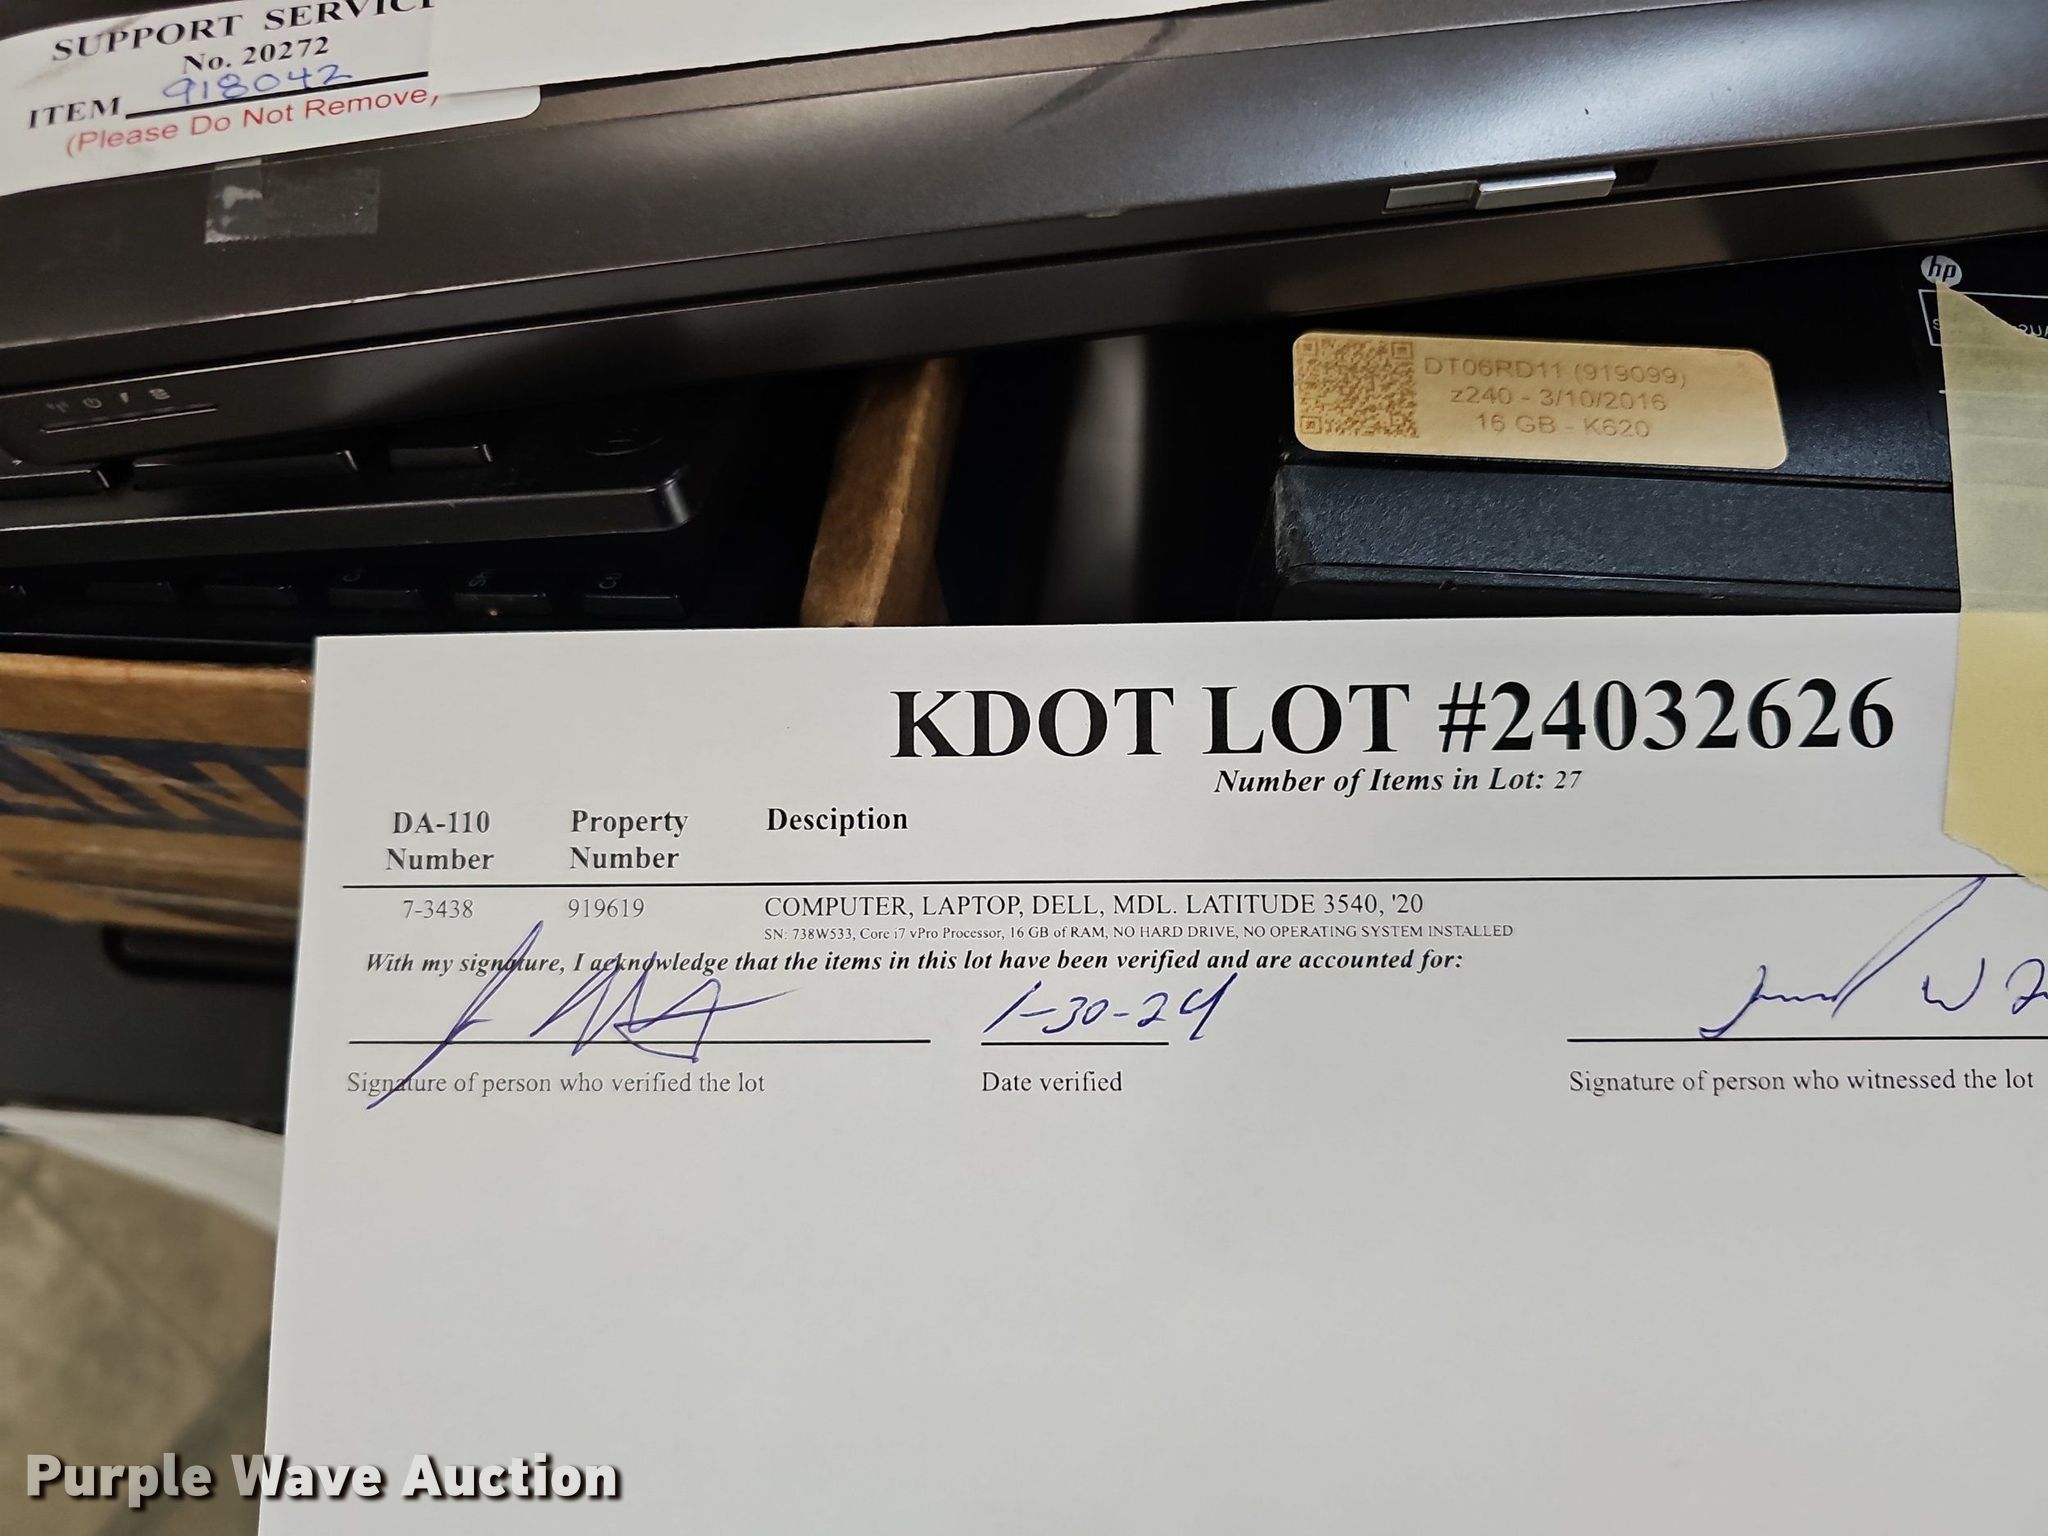 SUPPORT SERVIC
No. 20272
ITEM 918042
(Please Do Not Remove)
hp
DT06RD11 (919099)
z240 - 3/10/2016
16 GB - K620
KDOT LOT #24032626
Number of Items in Lot: 27
DA-110 Number
Property Number
Desciption
7-3438 919619 COMPUTER, LAPTOP, DELL, MDL. LATITUDE 3540, '20
SN: 738W533, Core i7 vPro Processor, 16 GB of RAM, NO HARD DRIVE, NO OPERATING SYSTEM INSTALLED
With my signature, I acknowledge that the items in this lot have been verified and are accounted for:
1-30-24
Signature of person who verified the lot Date verified Signature of person who witnessed the lot
Purple Wave Auction